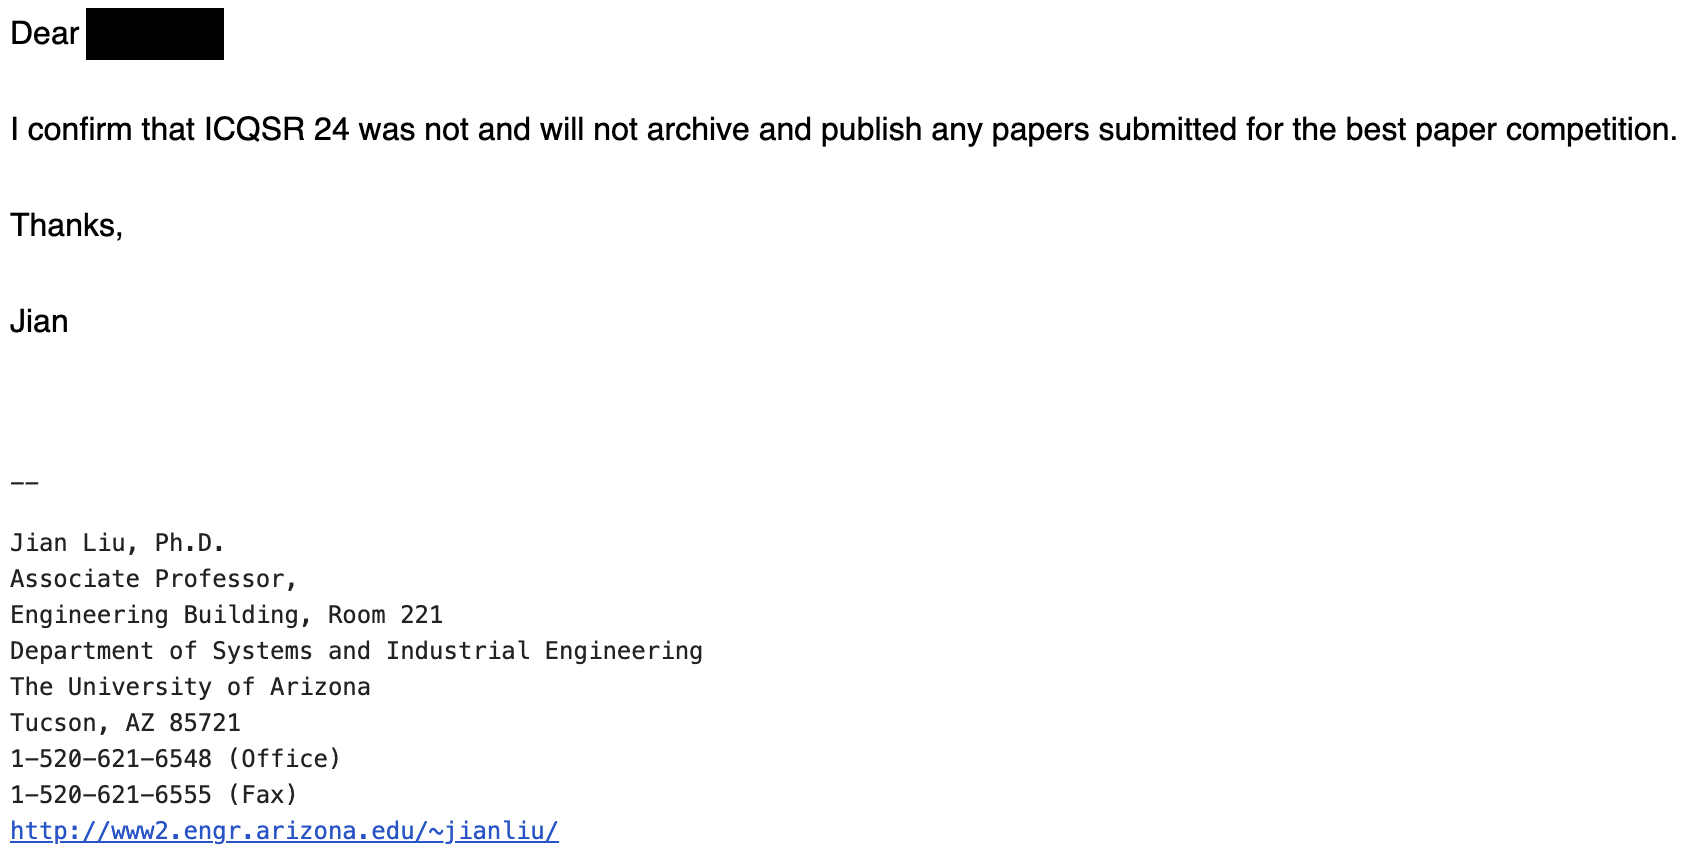 Dear
I confirm that ICQSR 24 was not and will not archive and publish any papers submitted for the best paper competition.
Thanks,
Jian
--
Jian Liu, Ph.D.
Associate Professor,
Engineering Building, Room 221
Department of Systems and Industrial Engineering
The University of Arizona
Tucson, AZ 85721
1-520-621-6548 (Office)
1-520-621-6555 (Fax)
http://www2.engr.arizona.edu/~jianliu/